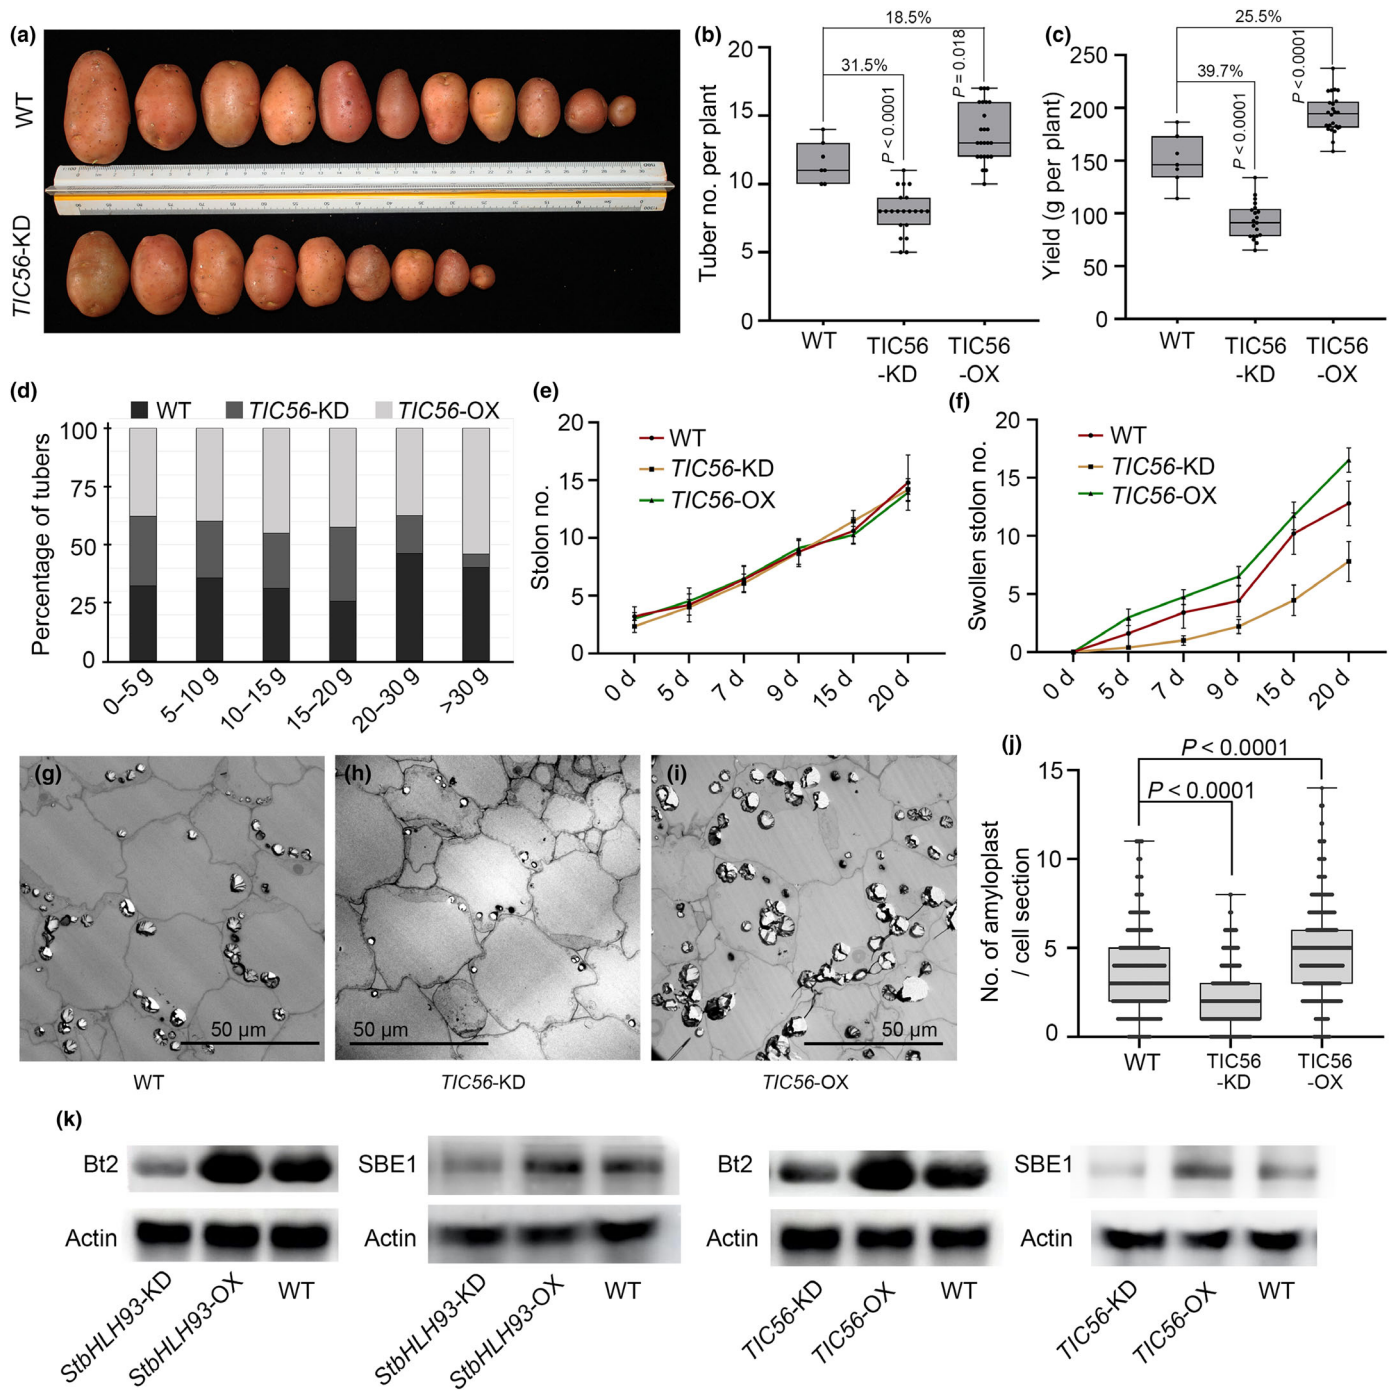 (a)
WT
TIC56-KD
(b)
Tuber no. per plant
20
15
10
5
0
18.5%
31.5%
P < 0.0001
P = 0.018
WT
TIC56
-KD
TIC56
-OX
(c)
Yield (g per plant)
250
200
150
100
50
0
25.5%
39.7%
P < 0.0001
P < 0.0001
WT
TIC56
-KD
TIC56
-OX
(d)
WT
TIC56-KD
TIC56-OX
Percentage of tubers
100
75
50
25
0
0–5 g
5–10 g
10–15 g
15–20 g
20–30 g
>30 g
(e)
Stolon no.
20
15
10
5
0
WT
TIC56-KD
TIC56-OX
0 d
5 d
7 d
9 d
15 d
20 d
(f)
Swollen stolon no.
20
15
10
5
0
WT
TIC56-KD
TIC56-OX
0 d
5 d
7 d
9 d
15 d
20 d
(g)
50 µm
WT
(h)
50 µm
TIC56-KD
(i)
50 µm
TIC56-OX
(j)
No. of amyloplast
/ cell section
15
10
5
0
P < 0.0001
P < 0.0001
WT
TIC56
-KD
TIC56
-OX
(k)
Bt2
Actin
StbHLH93-KD
StbHLH93-OX
WT
SBE1
Actin
StbHLH93-KD
StbHLH93-OX
WT
Bt2
Actin
TIC56-KD
TIC56-OX
WT
SBE1
Actin
TIC56-KD
TIC56-OX
WT